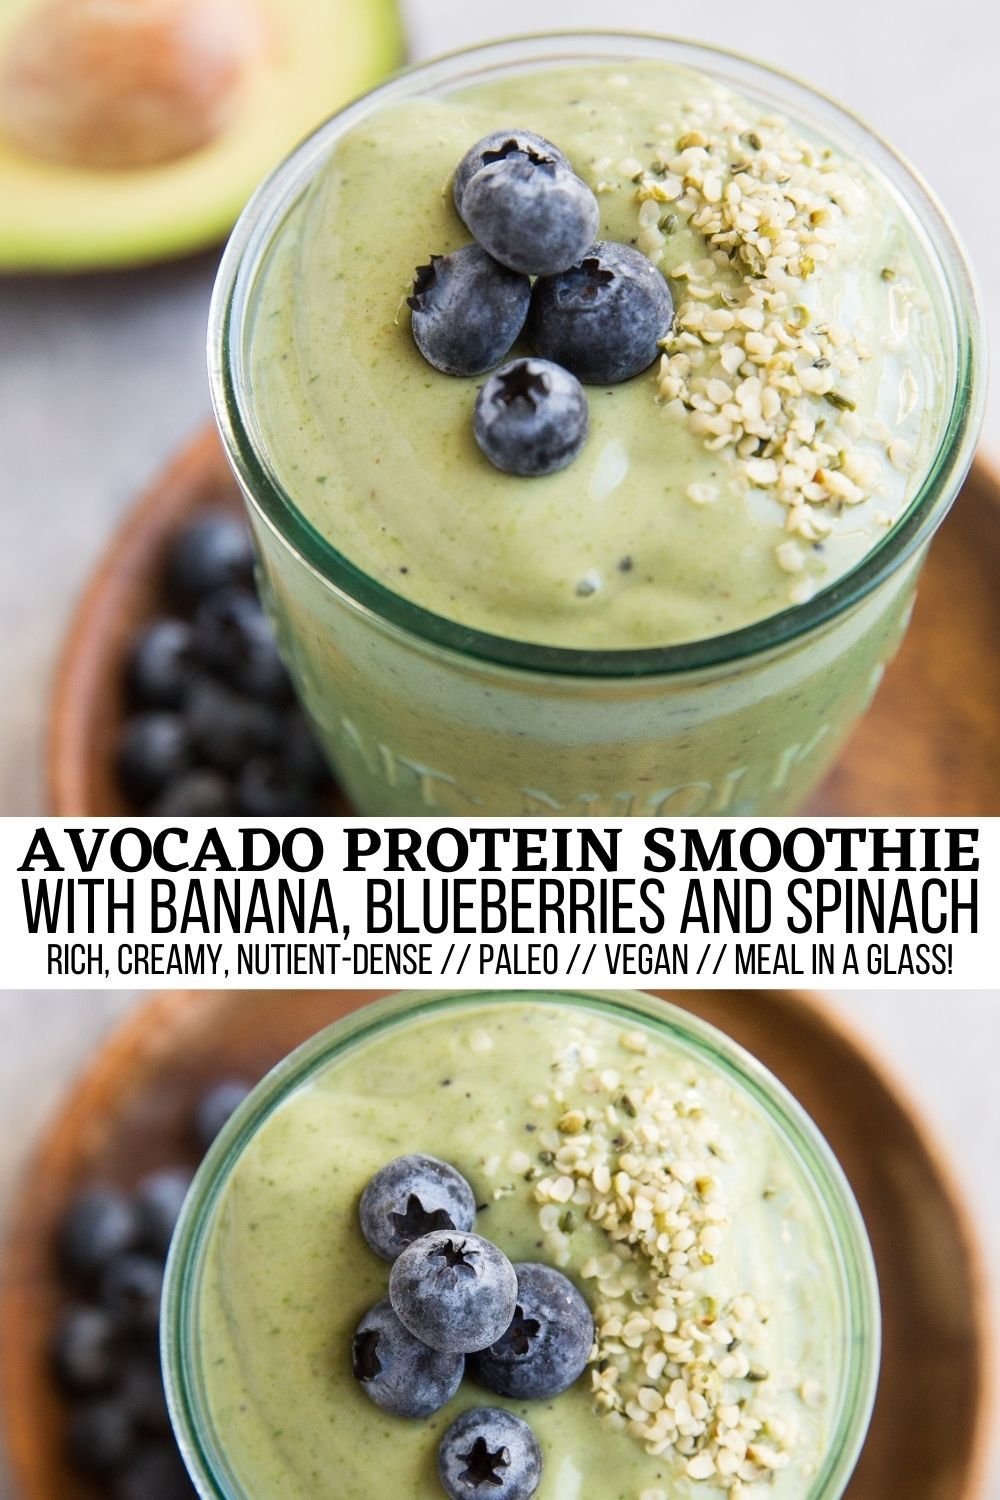 AVOCADO PROTEIN SMOOTHIE
WITH BANANA, BLUEBERRIES AND SPINACH
RICH, CREAMY, NUTIENT-DENSE // PALEO // VEGAN // MEAL IN A GLASS!